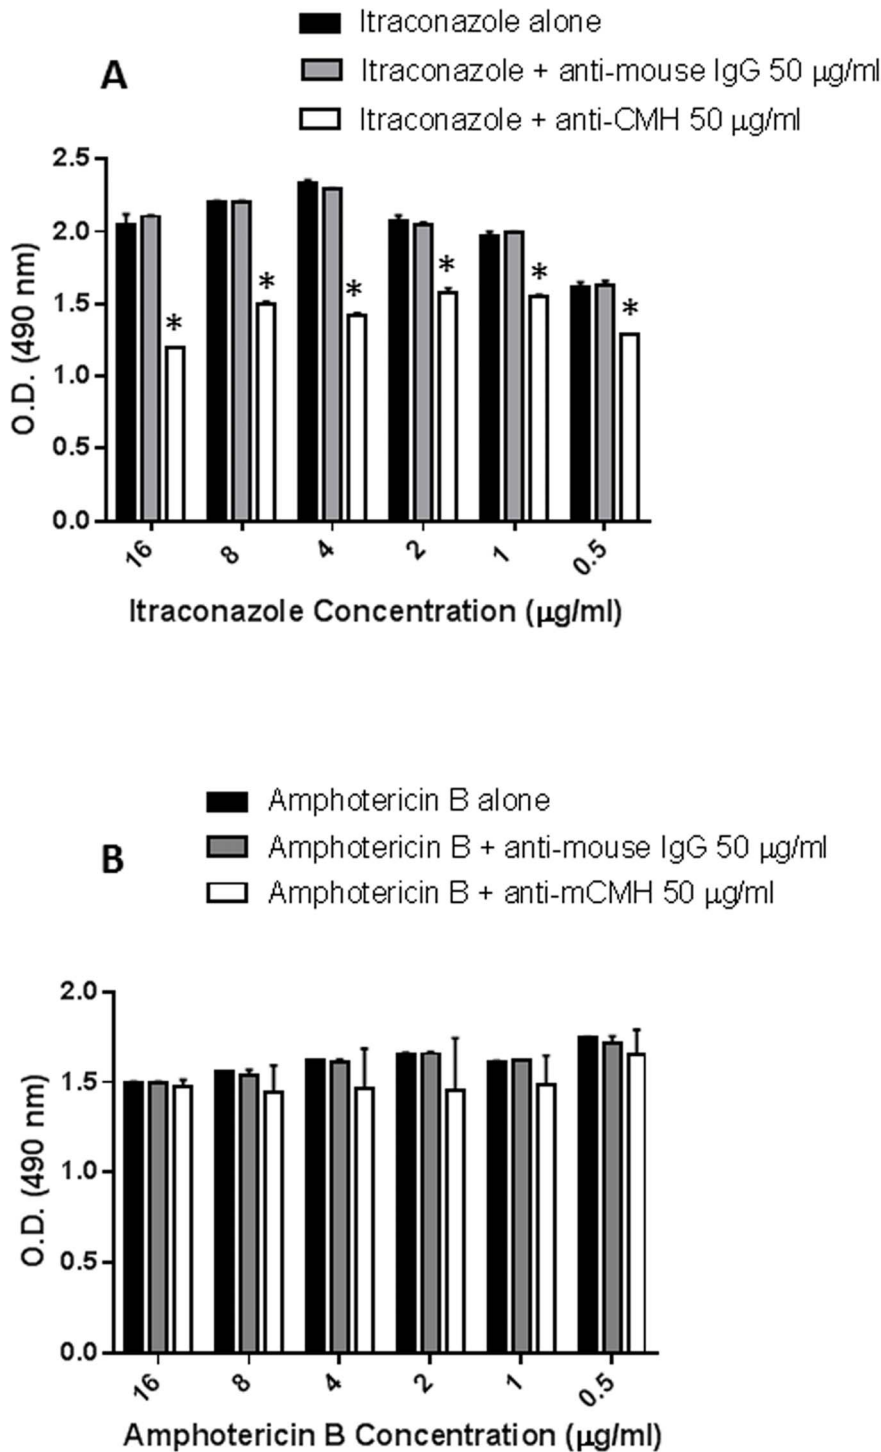 Itraconazole alone
A
Itraconazole + anti-mouse IgG 50 μg/ml
Itraconazole + anti-CMH 50 μg/ml
2.5
2.0
1.5
1.0
0.5
0.0
O.D. (490 nm)
* * * * * *
16 8 4 2 1 0.5
Itraconazole Concentration (μg/ml)
Amphotericin B alone
B
Amphotericin B + anti-mouse IgG 50 μg/ml
Amphotericin B + anti-mCMH 50 μg/ml
2.0
1.5
1.0
0.5
0.0
O.D. (490 nm)
16 8 4 2 1 0.5
Amphotericin B Concentration (μg/ml)